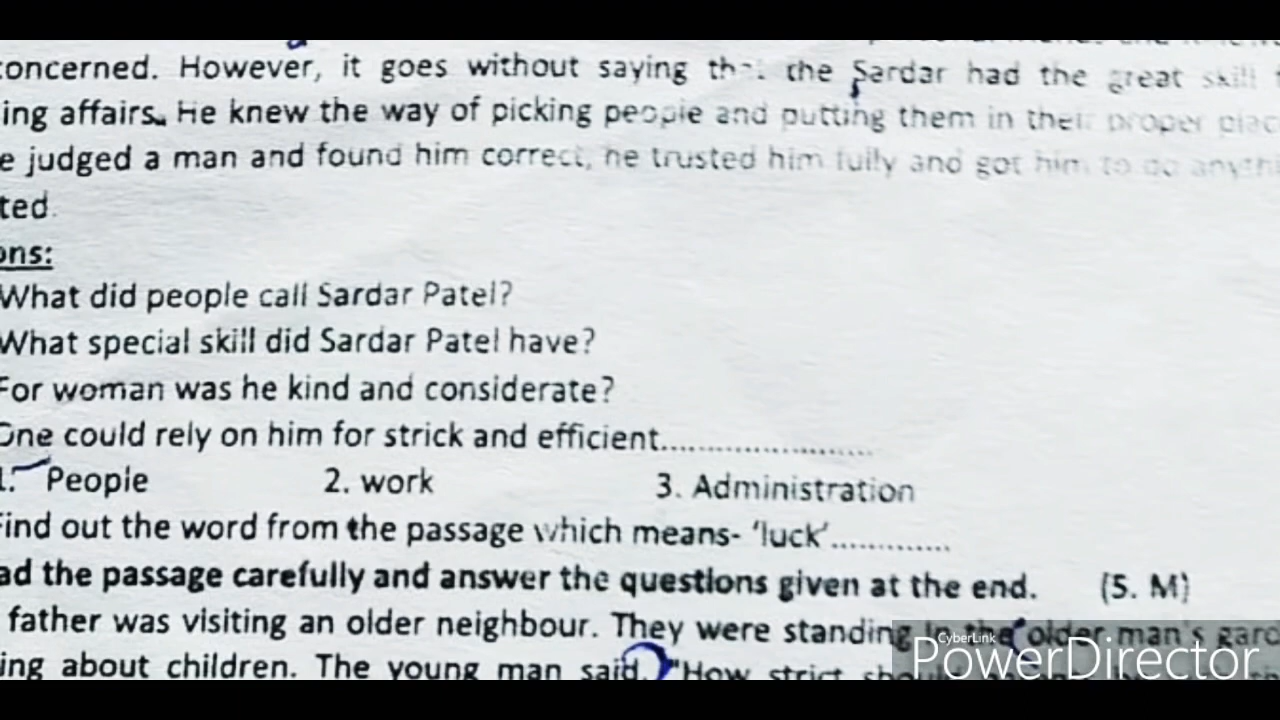 concerned. However, it goes without saying that the Sardar had the great skill
ing affairs. He knew the way of picking people and putting them in their proper
e judged a man and found him correct, he trusted him fully and got him to do
ted.
ons:
What did people call Sardar Patel?
What special skill did Sardar Patel have?
For woman was he kind and considerate?
One could rely on him for strick and efficient.......................
1. People 2. work 3. Administration
Find out the word from the passage which means- 'luck'.............
ad the passage carefully and answer the questions given at the end. (5. M)
father was visiting an older neighbour. They were standing in the older man's
ing about children. The young man said, "How strict
CyberLink
PowerDirector